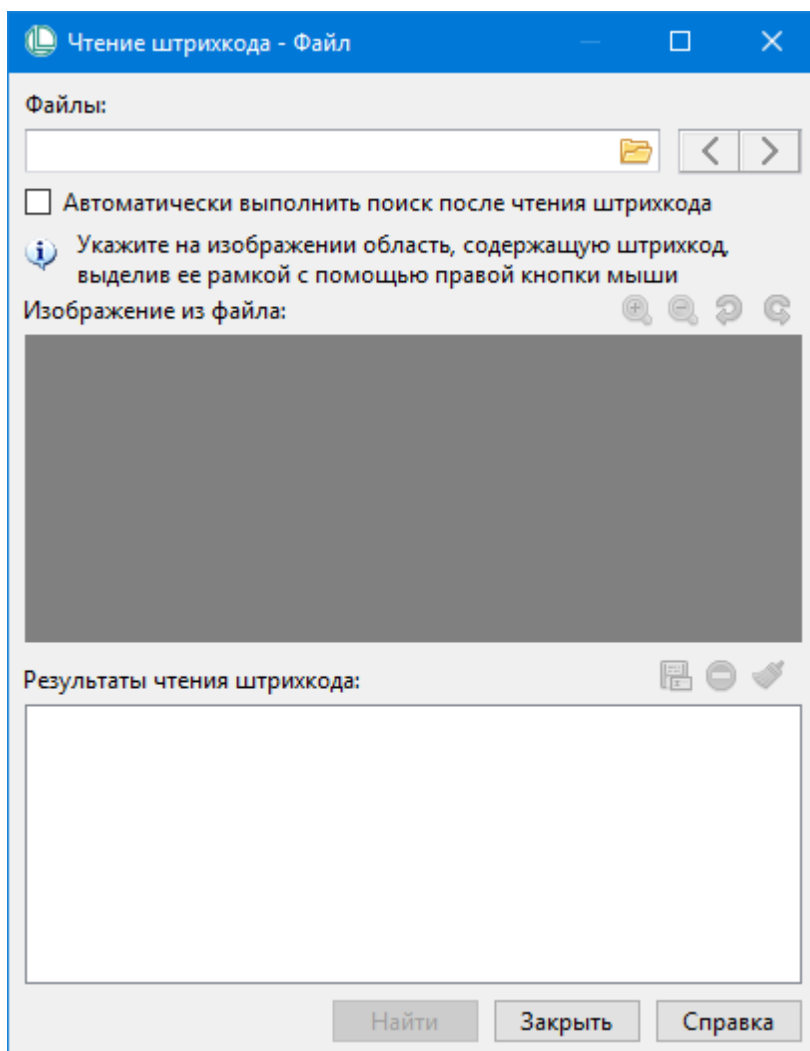 Чтение штрихкода - Файл
Файлы:
Автоматически выполнить поиск после чтения штрихкода
Укажите на изображении область, содержащую штрихкод,
выделив ее рамкой с помощью правой кнопки мыши
Изображение из файла:
Результаты чтения штрихкода:
Найти Закрыть Справка